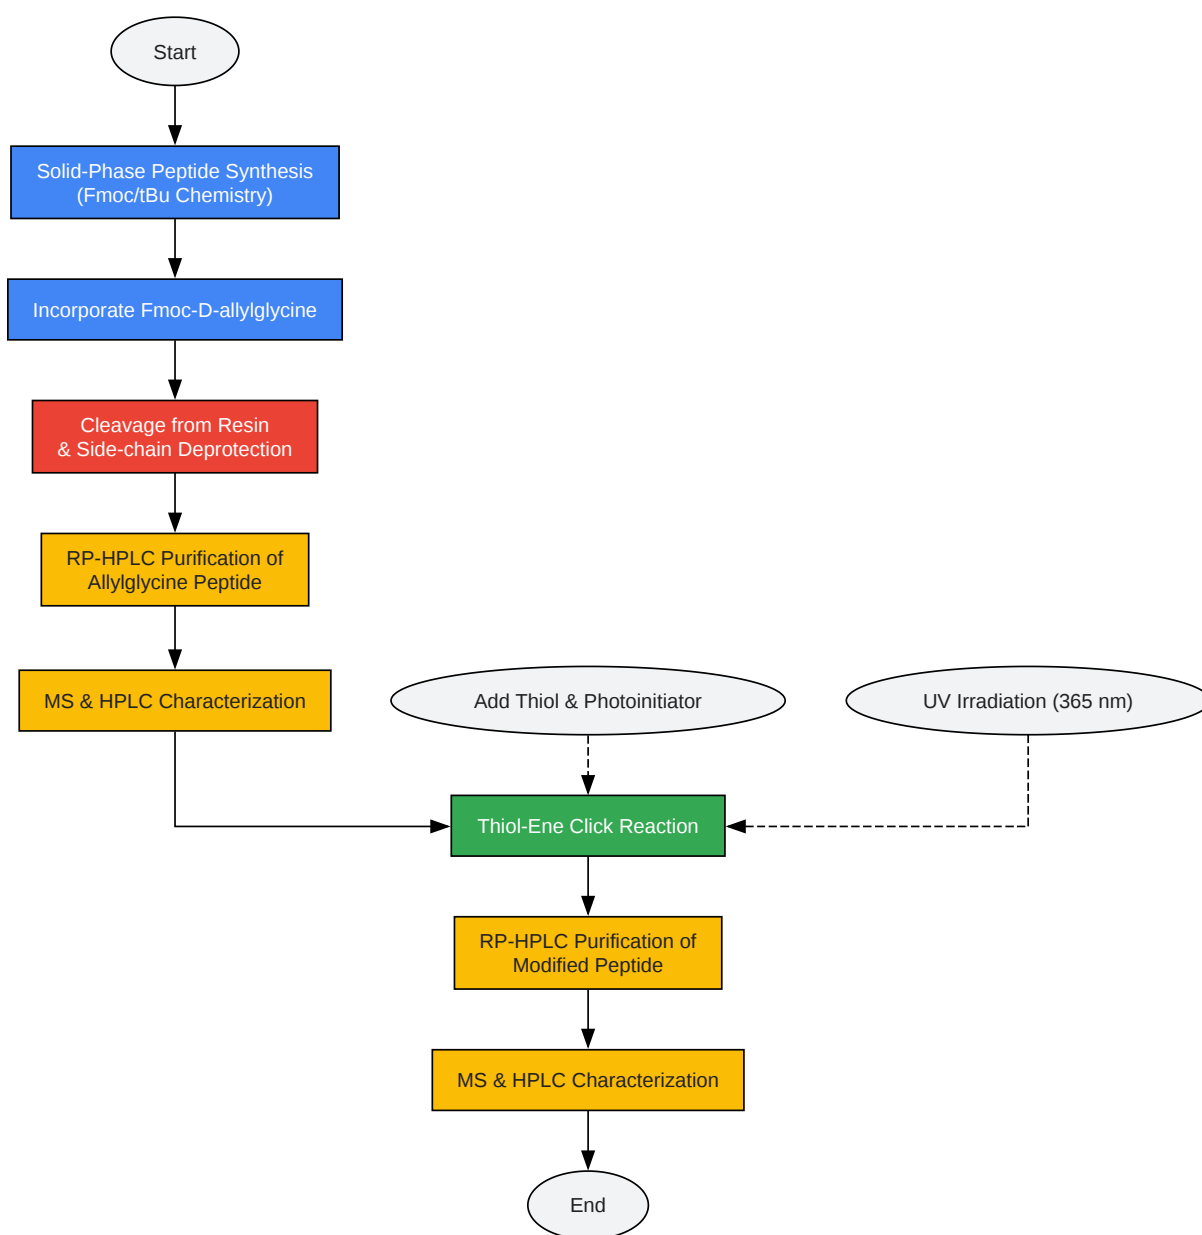 Start
Solid-Phase Peptide Synthesis
(Fmoc/tBu Chemistry)
Incorporate Fmoc-D-allylglycine
Cleavage from Resin
& Side-chain Deprotection
RP-HPLC Purification of
Allylglycine Peptide
MS & HPLC Characterization
Add Thiol & Photoinitiator
UV Irradiation (365 nm)
Thiol-Ene Click Reaction
RP-HPLC Purification of
Modified Peptide
MS & HPLC Characterization
End